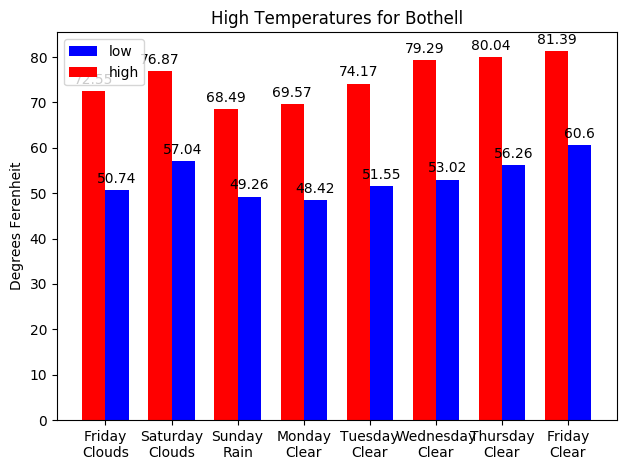 High Temperatures for Bothell
low
high
Degrees Ferenheit
80
70
60
50
40
30
20
10
0
72.55
76.87
68.49
69.57
74.17
79.29
80.04
81.39
50.74
57.04
49.26
48.42
51.55
53.02
56.26
60.6
Friday
Clouds
Saturday
Clouds
Sunday
Rain
Monday
Clear
Tuesday
Clear
Wednesday
Clear
Thursday
Clear
Friday
Clear